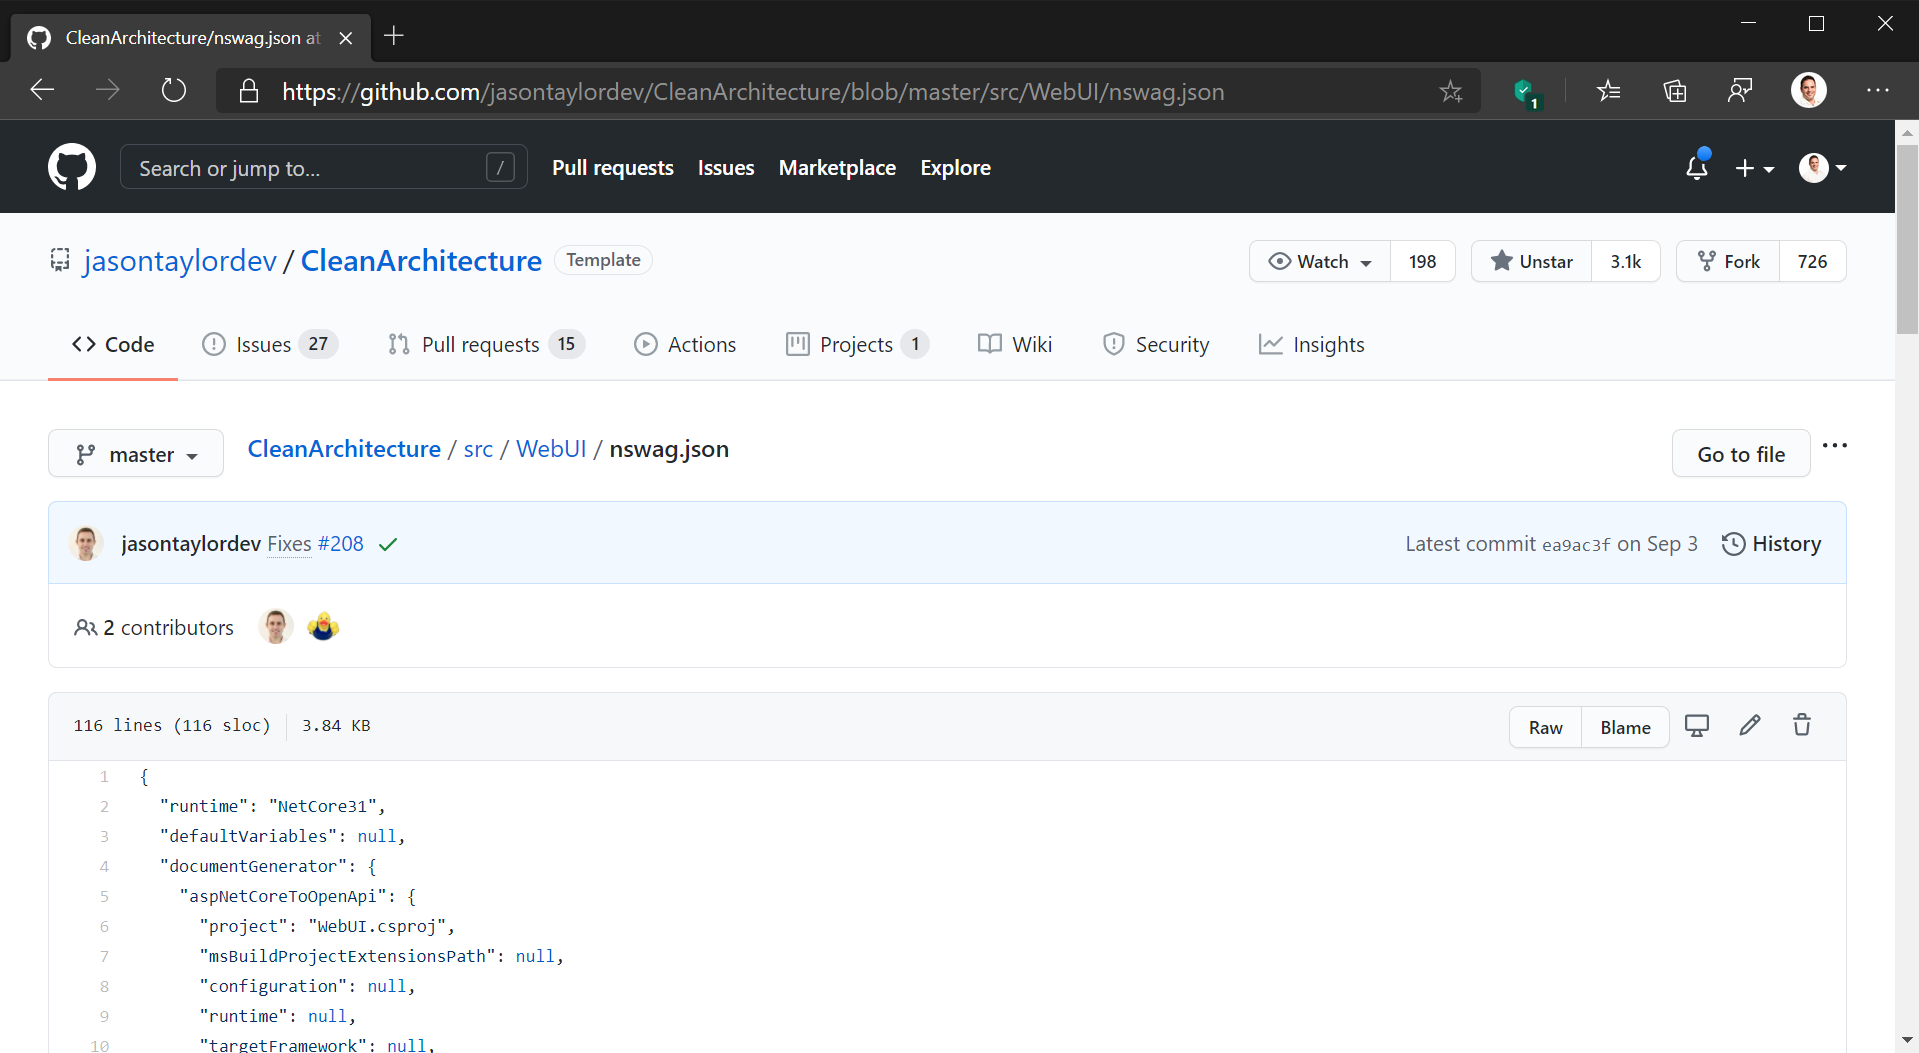 CleanArchitecture/nswag.json at
https://github.com/jasontaylordev/CleanArchitecture/blob/master/src/WebUI/nswag.json
1
Search or jump to...
/
Pull requests
Issues
Marketplace
Explore
jasontaylordev / CleanArchitecture
Template
Watch
198
Unstar
3.1k
Fork
726
Code
Issues 27
Pull requests 15
Actions
Projects 1
Wiki
Security
Insights
master
CleanArchitecture / src / WebUI / nswag.json
Go to file
jasontaylordev Fixes #208
Latest commit ea9ac3f on Sep 3
History
2 contributors
116 lines (116 sloc)
3.84 KB
Raw
Blame
1 {
2 "runtime": "NetCore31",
3 "defaultVariables": null,
4 "documentGenerator": {
5 "aspNetCoreToOpenApi": {
6 "project": "WebUI.csproj",
7 "msBuildProjectExtensionsPath": null,
8 "configuration": null,
9 "runtime": null,
10 "targetFramework": null,